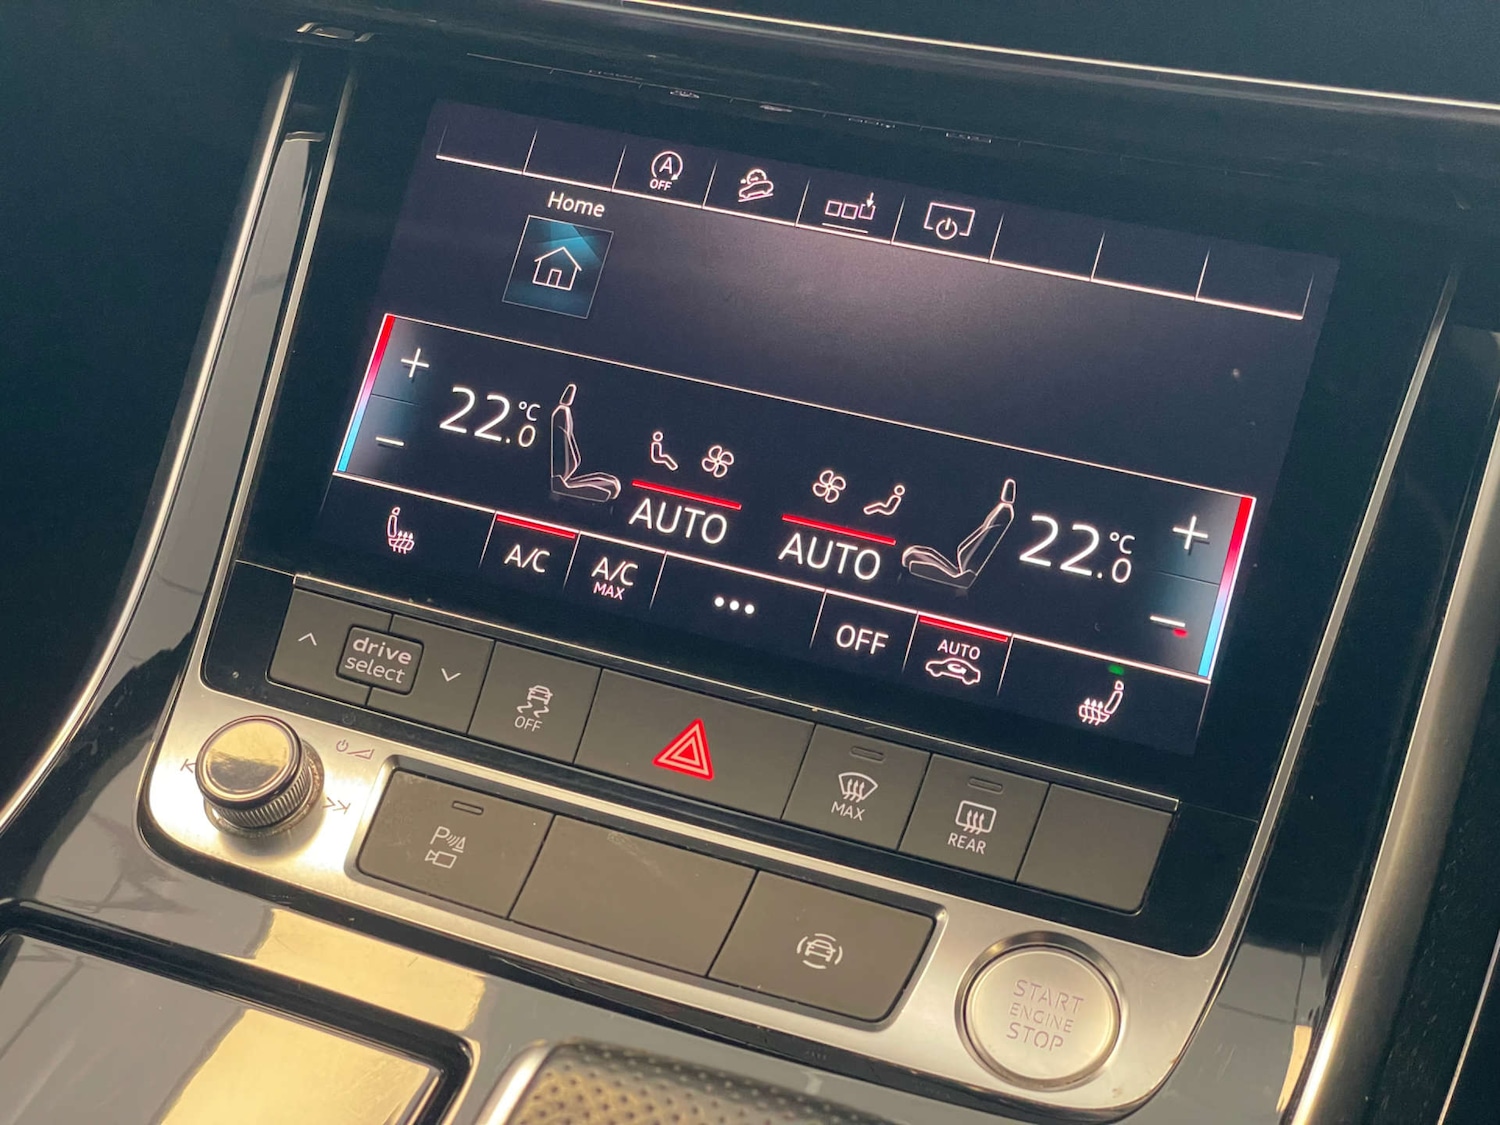 A
OFF
Home
+
22.0 °C
−
AUTO
AUTO
22.0 °C
+
−
A/C
A/C
MAX
•••
OFF
AUTO
drive
select
OFF
MAX
REAR
P
START
ENGINE
STOP